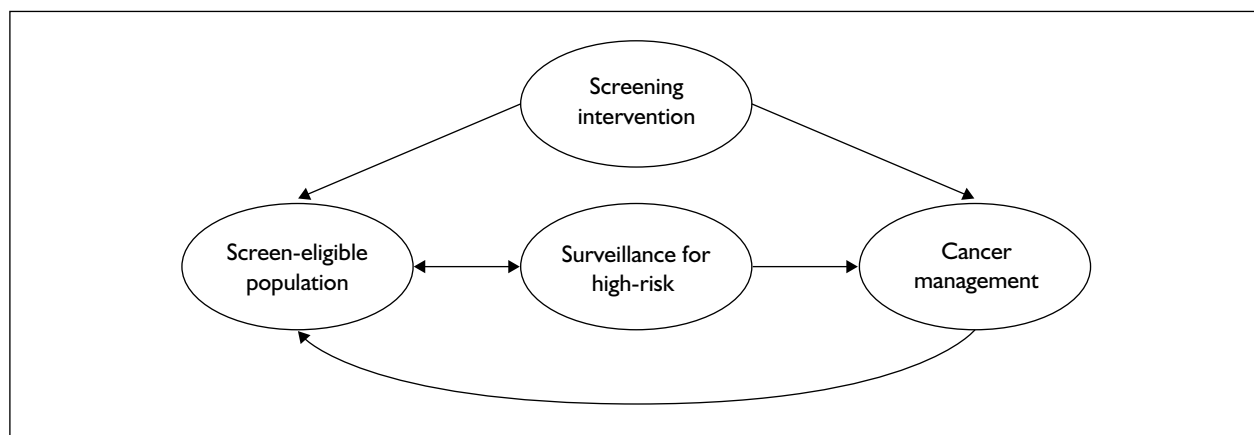 Screening
intervention
Screen-eligible
population
Surveillance for
high-risk
Cancer
management